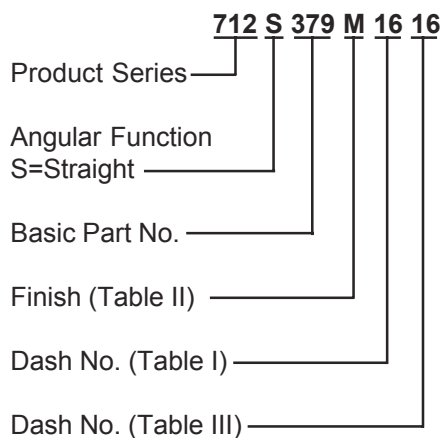 712 S 379 M 16 16
Product Series
Angular Function
S=Straight
Basic Part No.
Finish (Table II)
Dash No. (Table I)
Dash No. (Table III)